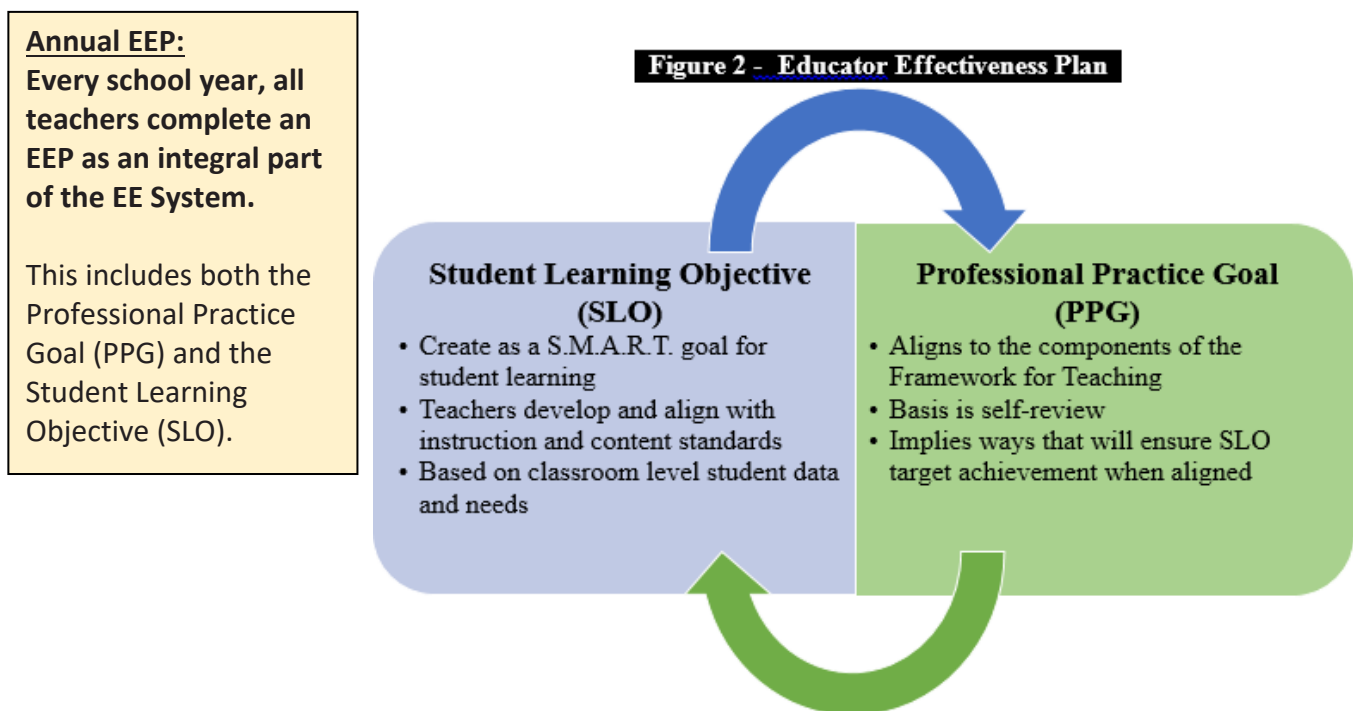 Annual EEP:
Every school year, all
teachers complete an
EEP as an integral part
of the EE System.
This includes both the
Professional Practice
Goal (PPG) and the
Student Learning
Objective (SLO).
Figure 2 - Educator Effectiveness Plan
Student Learning Objective
(SLO)
• Create as a S.M.A.R.T. goal for
student learning
• Teachers develop and align with
instruction and content standards
• Based on classroom level student data
and needs
Professional Practice Goal
(PPG)
• Aligns to the components of the
Framework for Teaching
• Basis is self-review
• Implies ways that will ensure SLO
target achievement when aligned